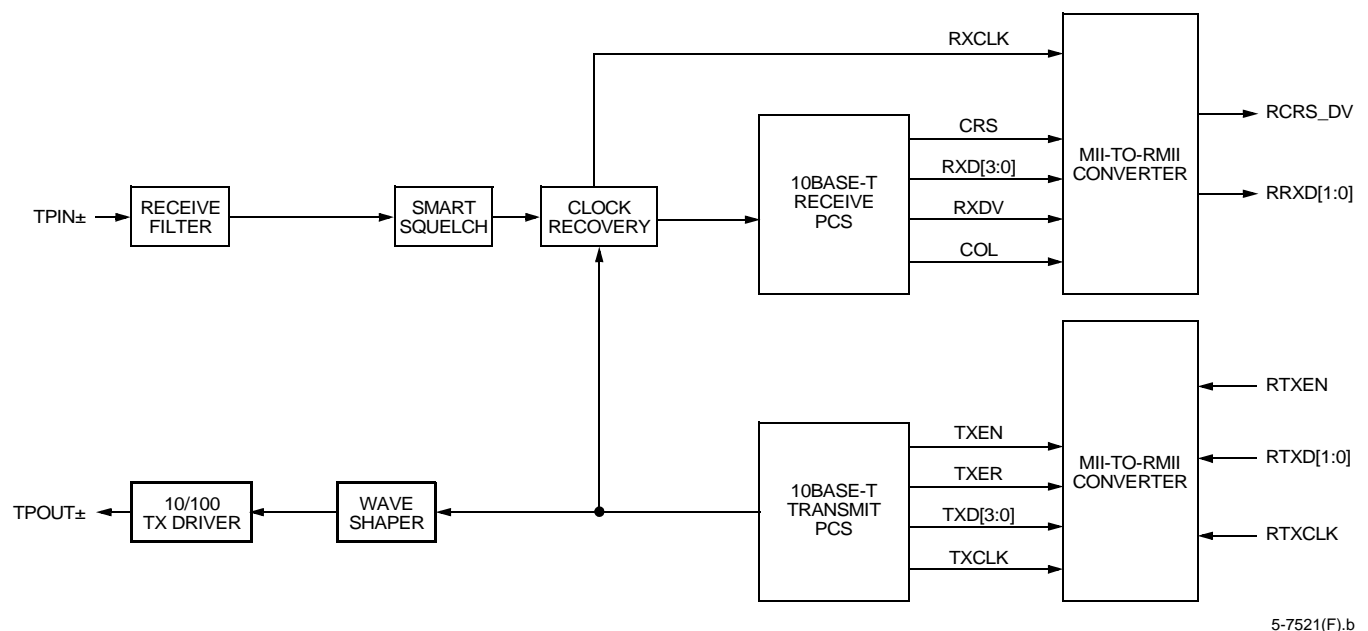 RXCLK
RCRS_DV
CRS
MII-TO-RMII
CONVERTER
10BASE-T
RECEIVE
PCS
RXD[3:0]
RRXD[1:0]
TPIN±
RECEIVE
FILTER
SMART
SQUELCH
CLOCK
RECOVERY
RXDV
COL
RTXEN
TXEN
RTXD[1:0]
MII-TO-RMII
CONVERTER
TXER
10BASE-T
TRANSMIT
PCS
TPOUT±
10/100
TX DRIVER
WAVE
SHAPER
TXD[3:0]
RTXCLK
TXCLK
5-7521(F).b